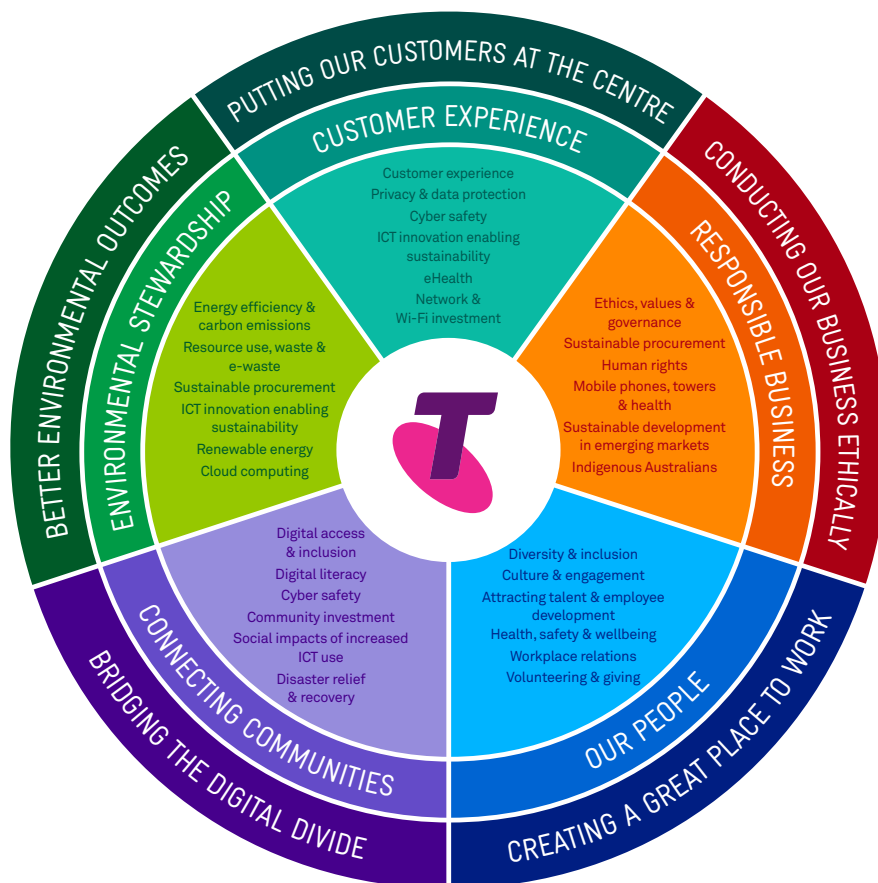 PUTTING OUR CUSTOMERS AT THE CENTRE
CUSTOMER EXPERIENCE
Customer experience
Privacy & data protection
Cyber safety
ICT innovation enabling
sustainability
eHealth
Network &
Wi-Fi investment
CONDUCTING OUR BUSINESS ETHICALLY
RESPONSIBLE BUSINESS
Ethics, values &
governance
Sustainable procurement
Human rights
Mobile phones, towers
& health
Sustainable development
in emerging markets
Indigenous Australians
CREATING A GREAT PLACE TO WORK
OUR PEOPLE
Diversity & inclusion
Culture & engagement
Attracting talent & employee
development
Health, safety & wellbeing
Workplace relations
Volunteering & giving
BRIDGING THE DIGITAL DIVIDE
CONNECTING COMMUNITIES
Digital access
& inclusion
Digital literacy
Cyber safety
Community investment
Social impacts of increased
ICT use
Disaster relief
& recovery
BETTER ENVIRONMENTAL OUTCOMES
ENVIRONMENTAL STEWARDSHIP
Energy efficiency &
carbon emissions
Resource use, waste &
e-waste
Sustainable procurement
ICT innovation enabling
sustainability
Renewable energy
Cloud computing
T